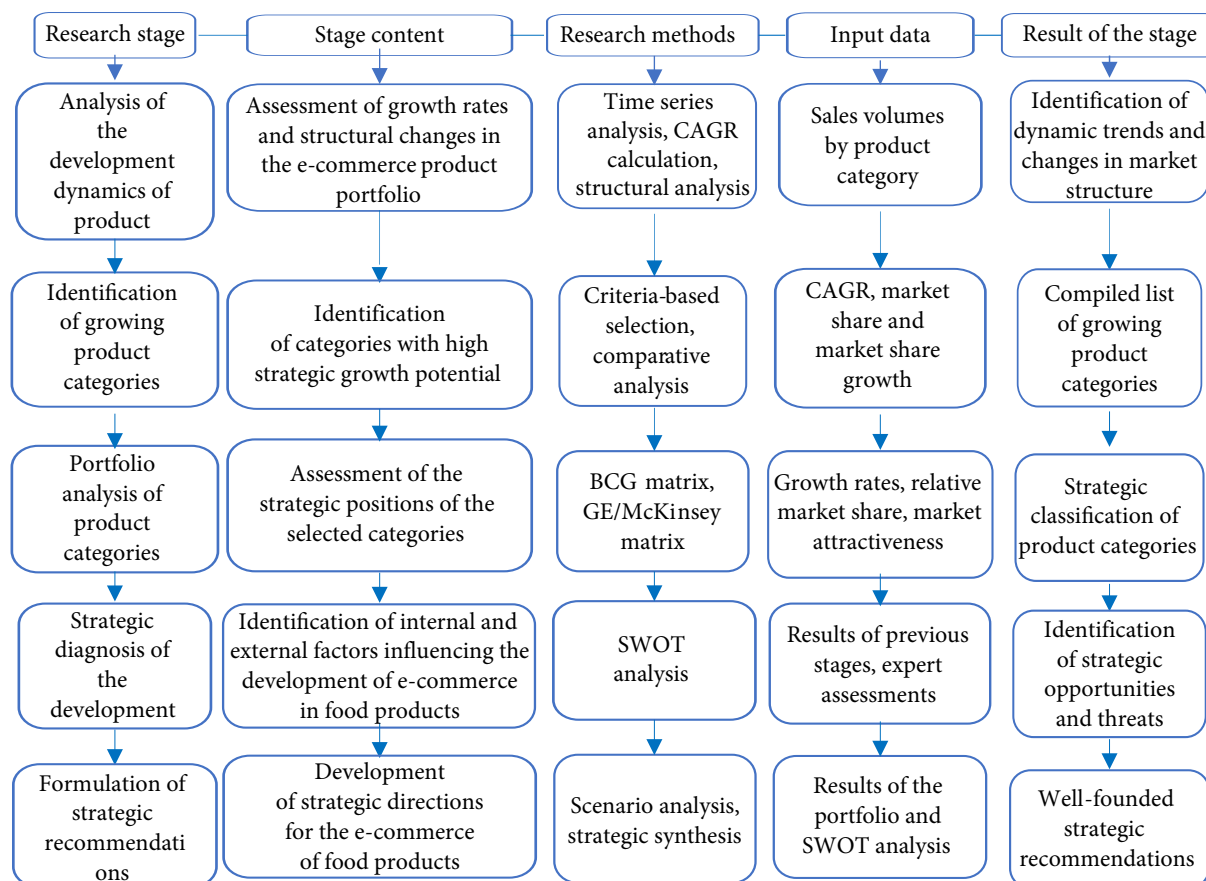 Research stage
Stage content
Research methods
Input data
Result of the stage
Analysis of
the
development
dynamics of
product
Assessment of growth rates
and structural changes in
the e-commerce product
portfolio
Time series
analysis, CAGR
calculation,
structural analysis
Sales volumes
by product
category
Identification of
dynamic trends and
changes in market
structure
Identification
of growing
product
categories
Identification
of categories with high
strategic growth potential
Criteria-based
selection,
comparative
analysis
CAGR, market
share and
market share
growth
Compiled list
of growing
product
categories
Portfolio
analysis of
product
categories
Assessment of the
strategic positions of the
selected categories
BCG matrix,
GE/McKinsey
matrix
Growth rates, relative
market share, market
attractiveness
Strategic
classification of
product categories
Strategic
diagnosis of
the
development
Identification of internal and
external factors influencing the
development of e-commerce
in food products
SWOT
analysis
Results of previous
stages, expert
assessments
Identification
of strategic
opportunities
and threats
Formulation of
strategic
recommendati
ons
Development
of strategic directions
for the e-commerce
of food products
Scenario analysis,
strategic synthesis
Results of the
portfolio and
SWOT analysis
Well-founded
strategic
recommendations